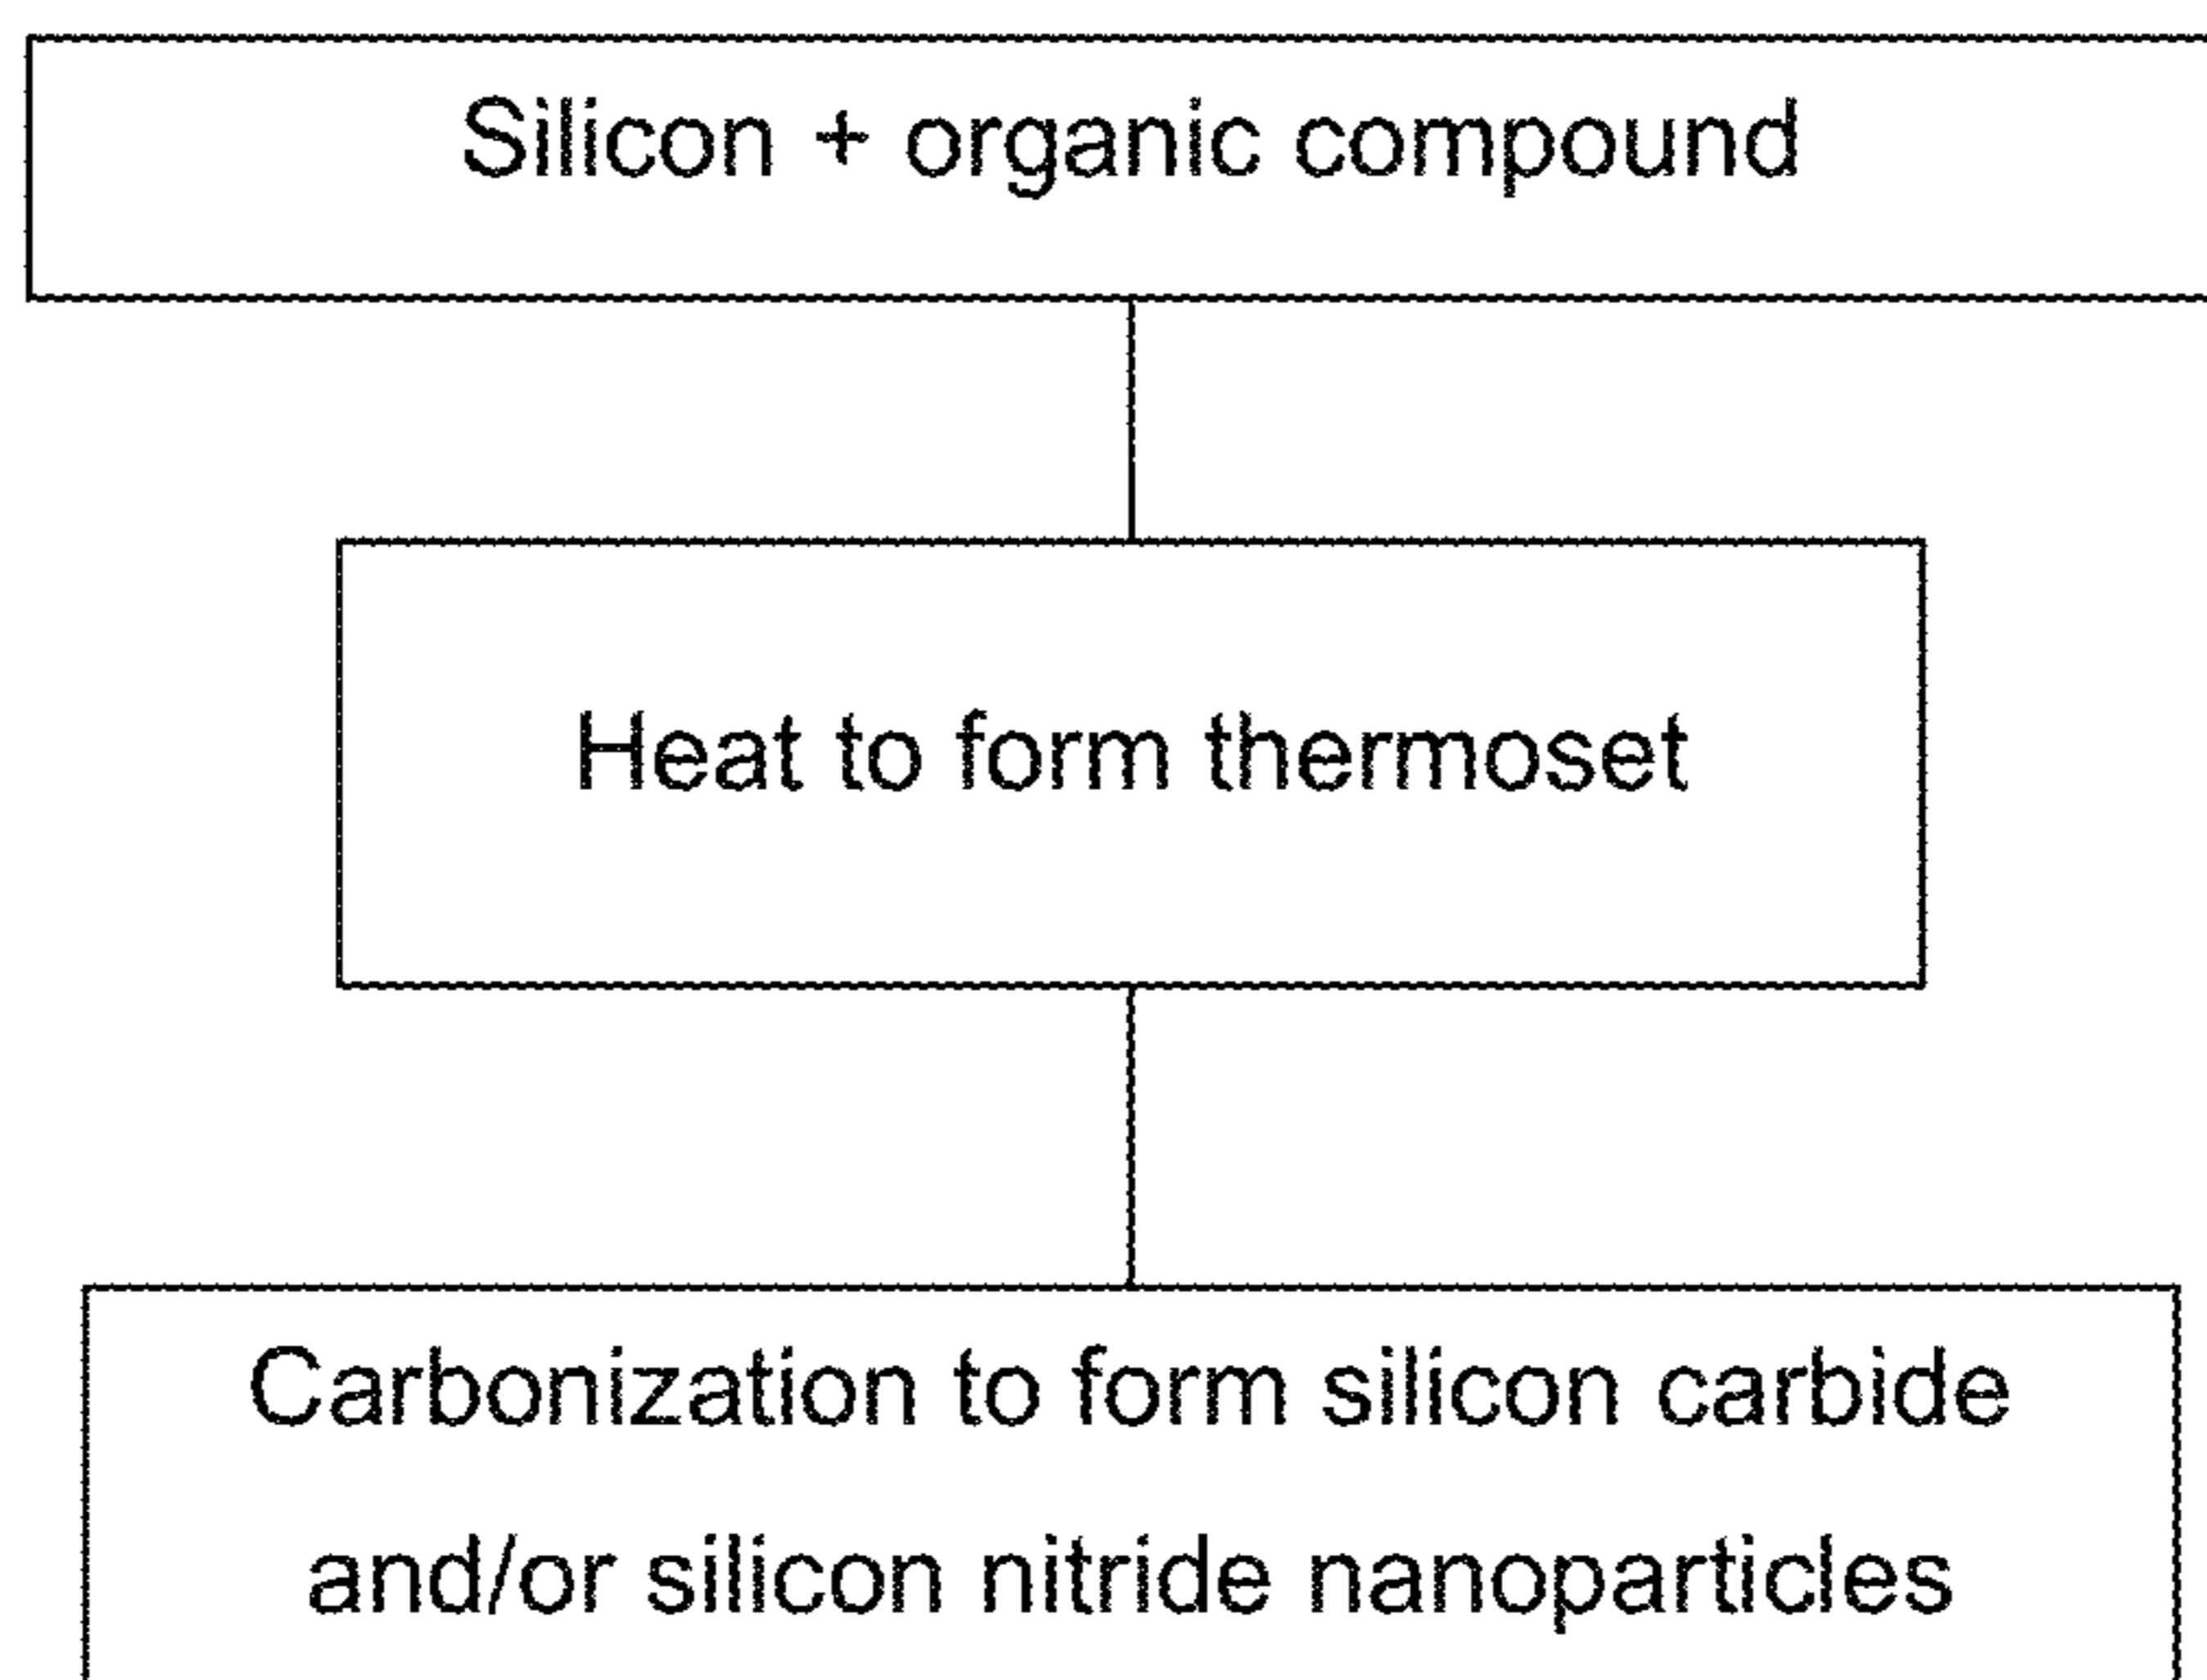 Silicon + organic compound
Heat to form thermoset
Carbonization to form silicon carbide
and/or silicon nitride nanoparticles